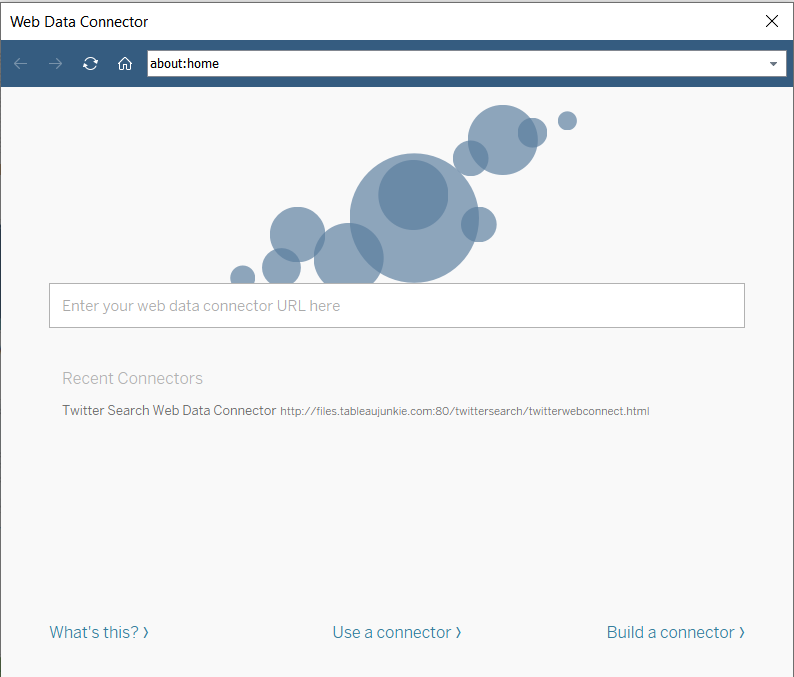 Web Data Connector
about:home
Enter your web data connector URL here
Recent Connectors
Twitter Search Web Data Connector http://files.tableaujunkie.com:80/twittersearch/twitterwebconnect.html
What's this? ›
Use a connector ›
Build a connector ›